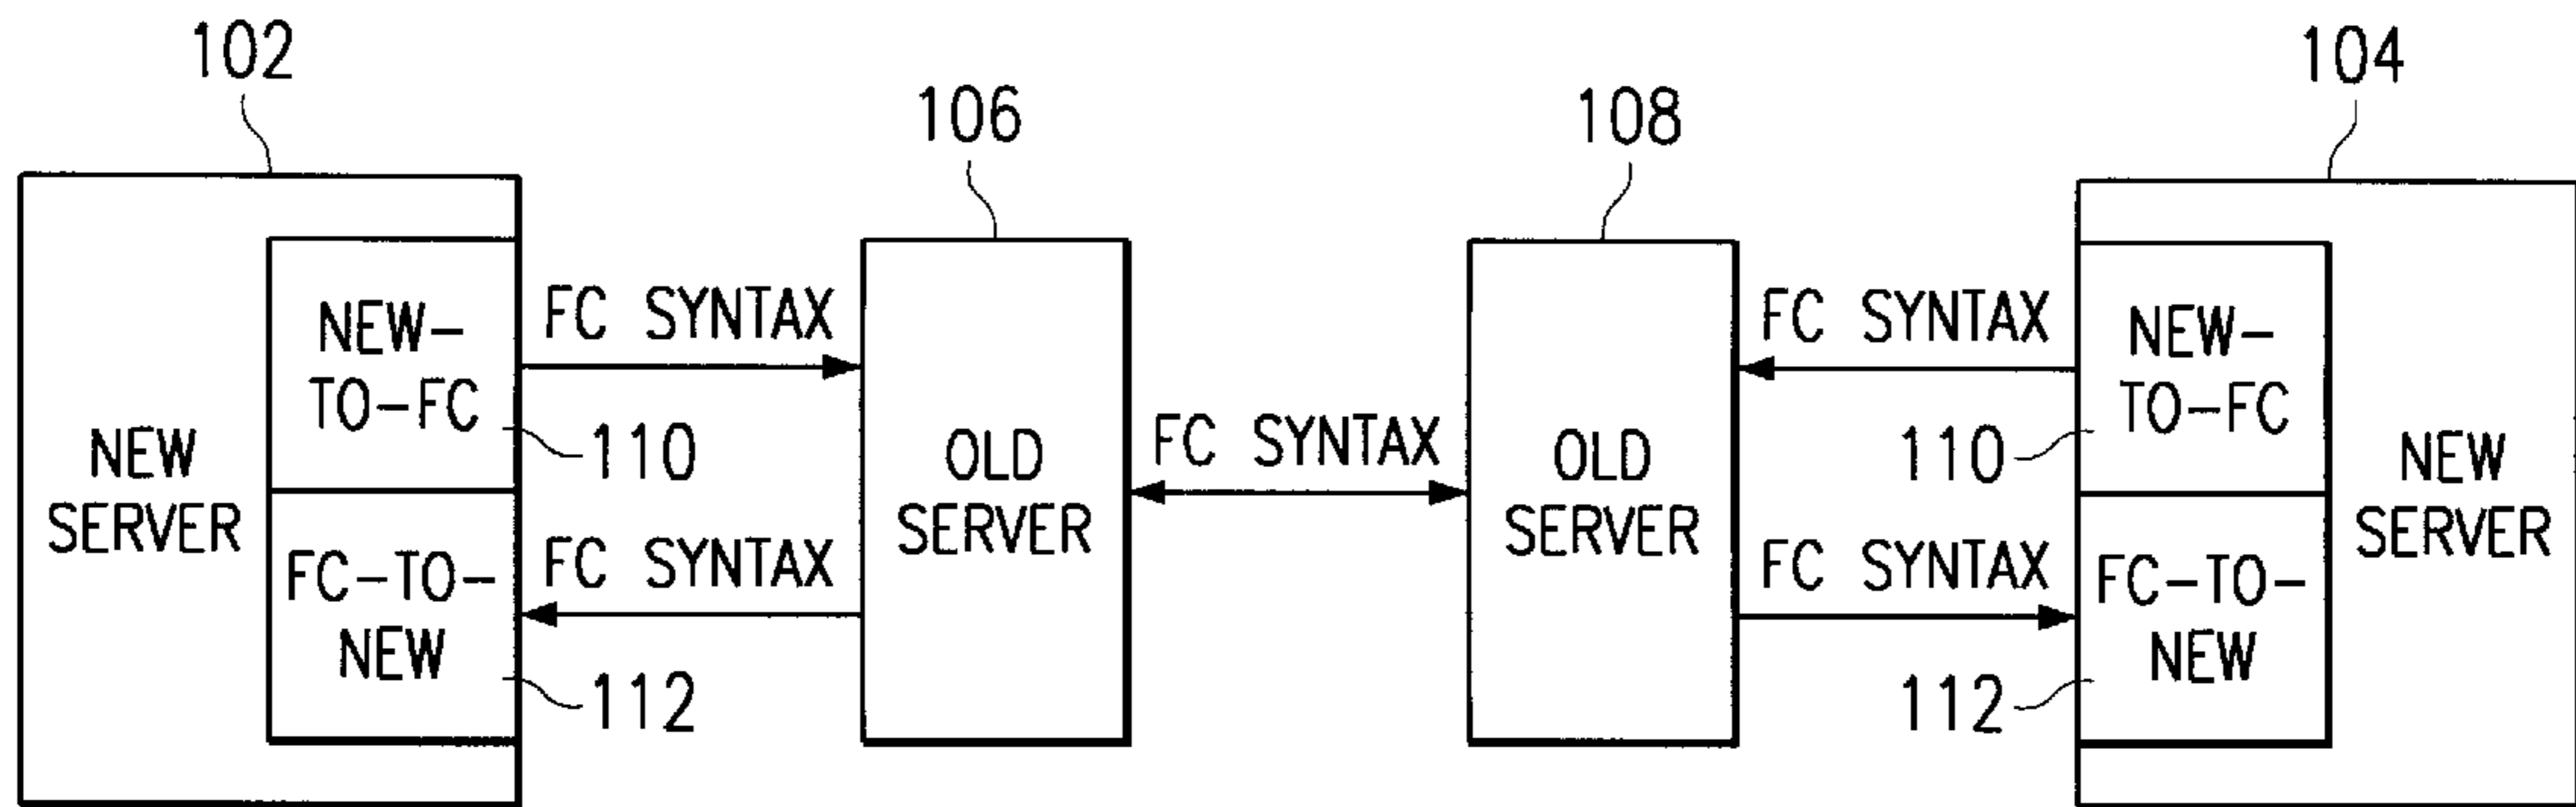 102
104
106
108
NEW
SERVER
NEW-
TO-FC
110
FC-TO-
NEW
112
FC SYNTAX
FC SYNTAX
OLD
SERVER
FC SYNTAX
OLD
SERVER
FC SYNTAX
FC SYNTAX
NEW-
TO-FC
110
FC-TO-
NEW
112
NEW
SERVER